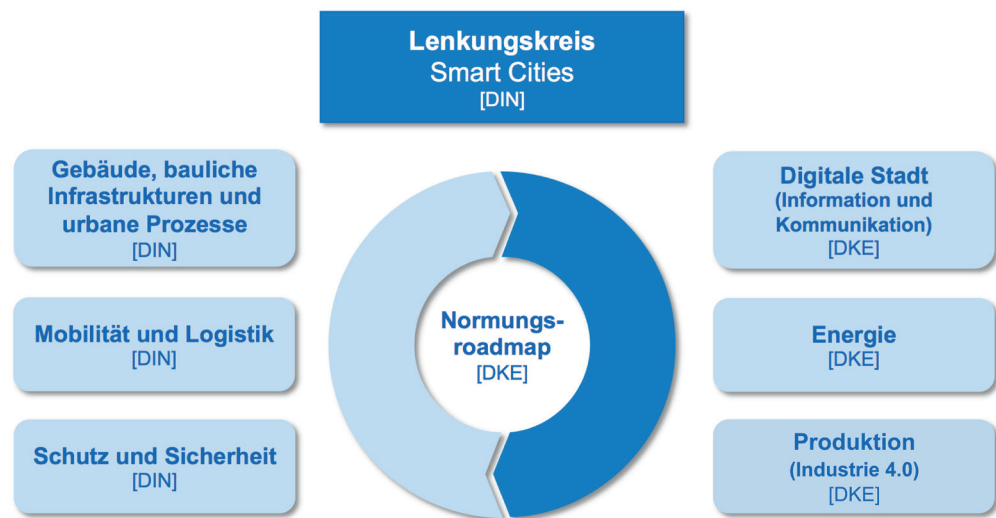 Lenkungskreis
Smart Cities
[DIN]
Gebäude, bauliche
Infrastrukturen und
urbane Prozesse
[DIN]
Mobilität und Logistik
[DIN]
Schutz und Sicherheit
[DIN]
Normungs-
roadmap
[DKE]
Digitale Stadt
(Information und
Kommunikation)
[DKE]
Energie
[DKE]
Produktion
(Industrie 4.0)
[DKE]